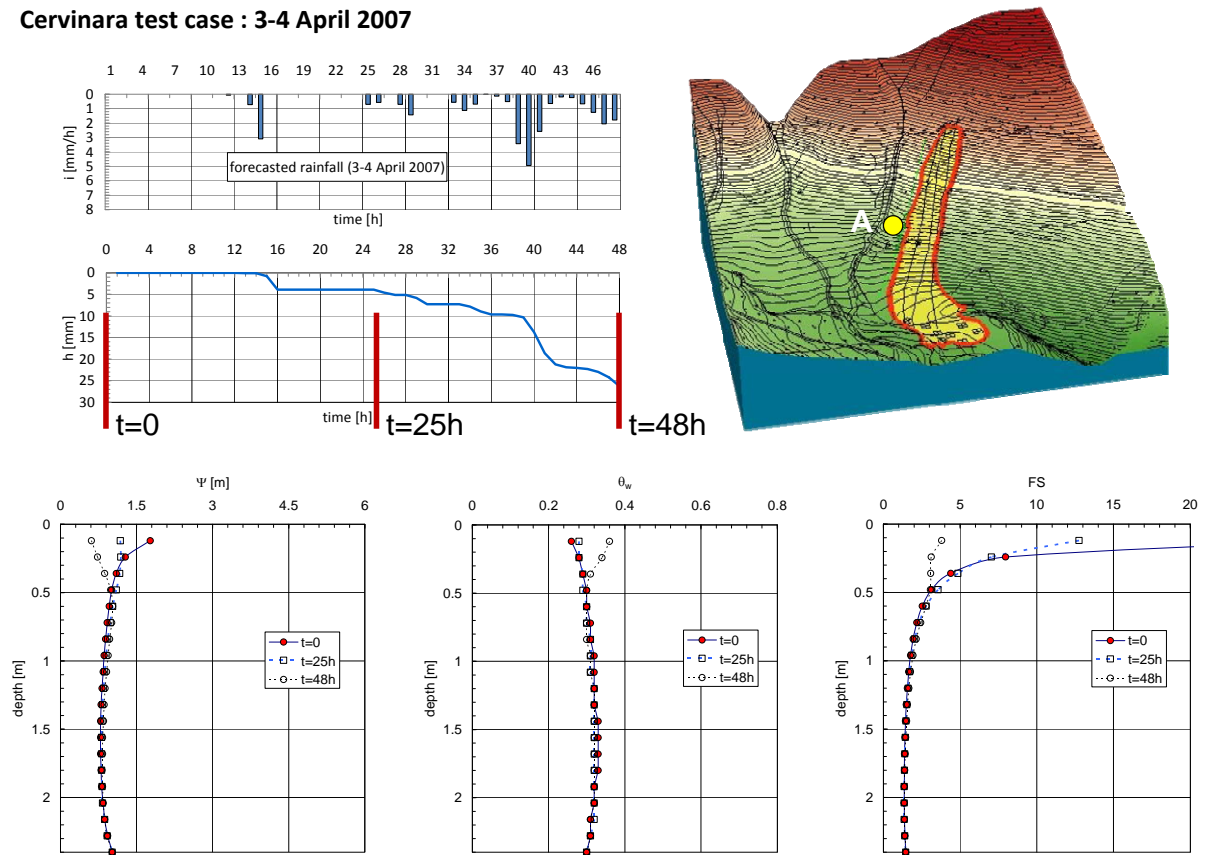 Cervinara test case : 3-4 April 2007
1 4 7 10 13 16 19 22 25 28 31 34 37 40 43 46
0
1
2
3
4
5
6
7
8
i [mm/h]
forecasted rainfall (3-4 April 2007)
time [h]
0 4 8 12 16 20 24 28 32 36 40 44 48
0
5
10
15
20
25
30
h [mm]
time [h]
t=0
t=25h
t=48h
A
Ψ [m]
0 1.5 3 4.5 6
0
0.5
1
1.5
2
depth [m]
t=0
t=25h
t=48h
θw
0 0.2 0.4 0.6 0.8
0
0.5
1
1.5
2
depth [m]
t=0
t=25h
t=48h
FS
0 5 10 15 20
0
0.5
1
1.5
2
depth [m]
t=0
t=25h
t=48h